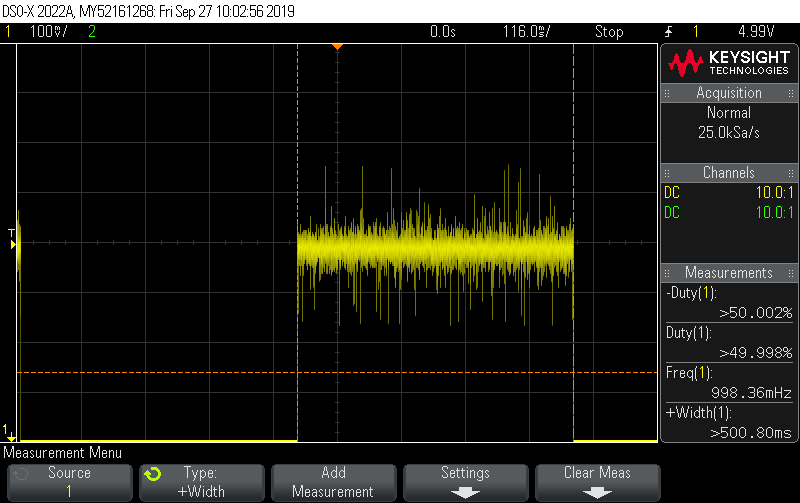 DSO-X 2022A, MY52161268: Fri Sep 27 10:02:56 2019
1 100℧/ 2 0.0s 116.0℧/ Stop 1 4.99V
KEYSIGHT
TECHNOLOGIES
Acquisition
Normal
25.0kSa/s
Channels
DC 10.0:1
DC 10.0:1
Measurements
-Duty(1):
>50.002%
Duty(1):
>49.998%
Freq(1):
998.36mHz
+Width(1):
>500.80ms
T
1
Measurement Menu
Source
1
Type:
+Width
Add
Measurement
Settings
Clear Meas